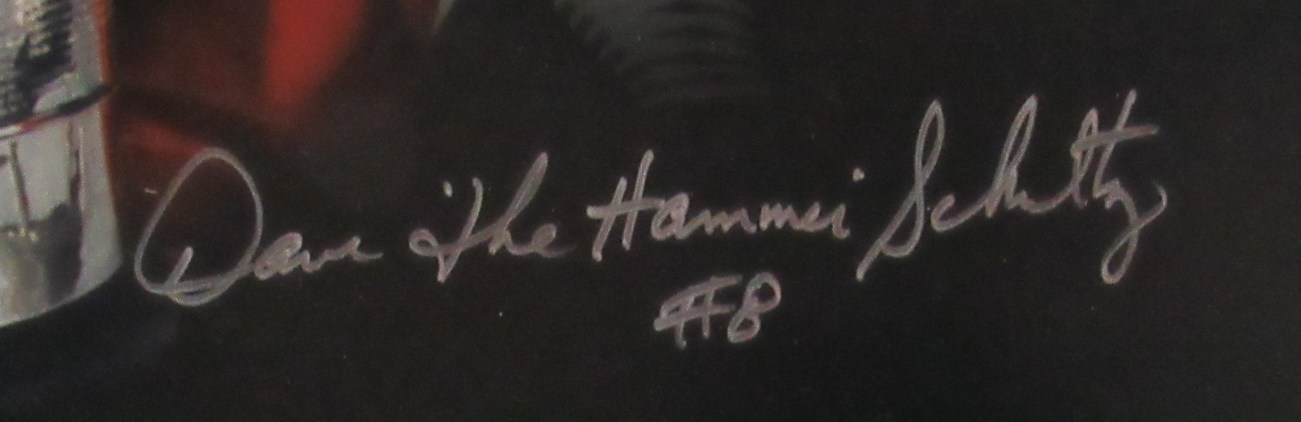 Dave "The Hammer" Schultz
#8